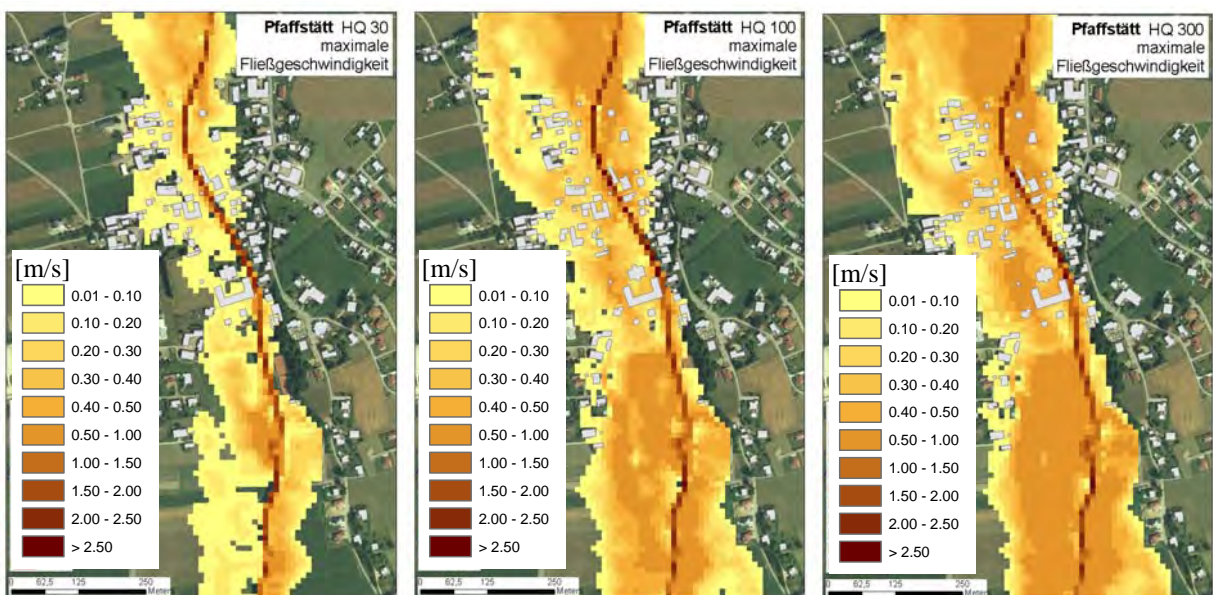 Pfaffstätt HQ 30
maximale
Fließgeschwindigkeit
[m/s]
0.01 - 0.10
0.10 - 0.20
0.20 - 0.30
0.30 - 0.40
0.40 - 0.50
0.50 - 1.00
1.00 - 1.50
1.50 - 2.00
2.00 - 2.50
> 2.50
0 62,5 125 250
Meter
Pfaffstätt HQ 100
maximale
Fließgeschwindigkeit
[m/s]
0.01 - 0.10
0.10 - 0.20
0.20 - 0.30
0.30 - 0.40
0.40 - 0.50
0.50 - 1.00
1.00 - 1.50
1.50 - 2.00
2.00 - 2.50
> 2.50
0 62,5 125 250
Meter
Pfaffstätt HQ 300
maximale
Fließgeschwindigkeit
[m/s]
0.01 - 0.10
0.10 - 0.20
0.20 - 0.30
0.30 - 0.40
0.40 - 0.50
0.50 - 1.00
1.00 - 1.50
1.50 - 2.00
2.00 - 2.50
> 2.50
0 62,5 125 250
Meter